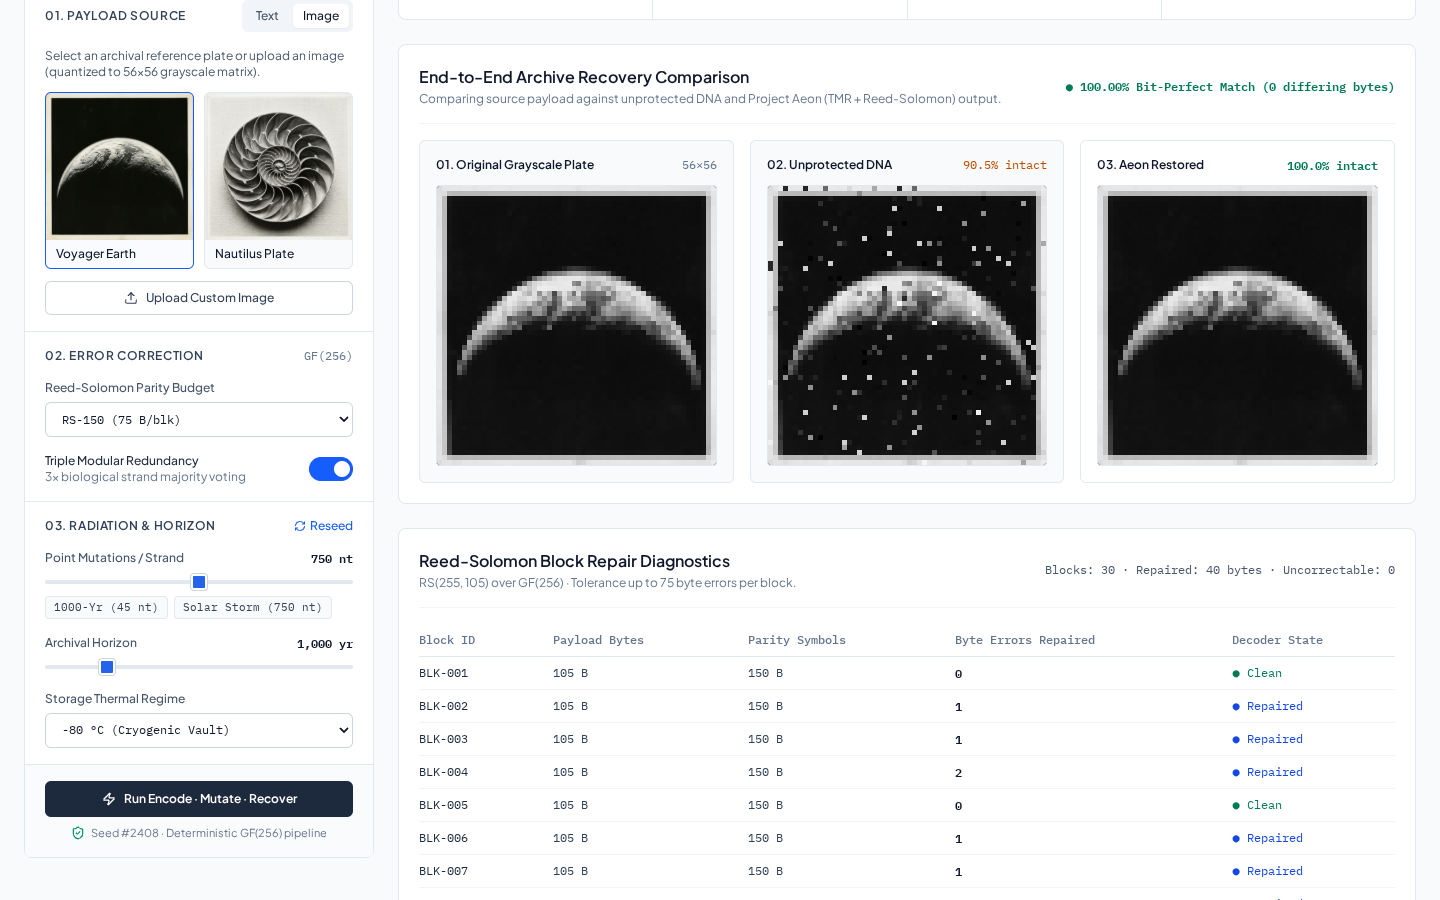 01. PAYLOAD SOURCE
Text
Image
Select an archival reference plate or upload an image
(quantized to 56×56 grayscale matrix).
Voyager Earth
Nautilus Plate
Upload Custom Image
02. ERROR CORRECTION
GF(256)
Reed-Solomon Parity Budget
RS-150 (75 B/blk)
Triple Modular Redundancy
3× biological strand majority voting
03. RADIATION & HORIZON
Reseed
Point Mutations / Strand
750 nt
1000-Yr (45 nt)
Solar Storm (750 nt)
Archival Horizon
1,000 yr
Storage Thermal Regime
-80 °C (Cryogenic Vault)
Run Encode · Mutate · Recover
Seed #2408 · Deterministic GF(256) pipeline
End-to-End Archive Recovery Comparison
Comparing source payload against unprotected DNA and Project Aeon (TMR + Reed-Solomon) output.
● 100.00% Bit-Perfect Match (0 differing bytes)
01. Original Grayscale Plate
56×56
02. Unprotected DNA
90.5% intact
03. Aeon Restored
100.0% intact
Reed-Solomon Block Repair Diagnostics
RS(255, 105) over GF(256) · Tolerance up to 75 byte errors per block.
Blocks: 30 · Repaired: 40 bytes · Uncorrectable: 0
Block ID Payload Bytes Parity Symbols Byte Errors Repaired Decoder State
BLK-001 105 B 150 B 0 ● Clean
BLK-002 105 B 150 B 1 ● Repaired
BLK-003 105 B 150 B 1 ● Repaired
BLK-004 105 B 150 B 2 ● Repaired
BLK-005 105 B 150 B 0 ● Clean
BLK-006 105 B 150 B 1 ● Repaired
BLK-007 105 B 150 B 1 ● Repaired